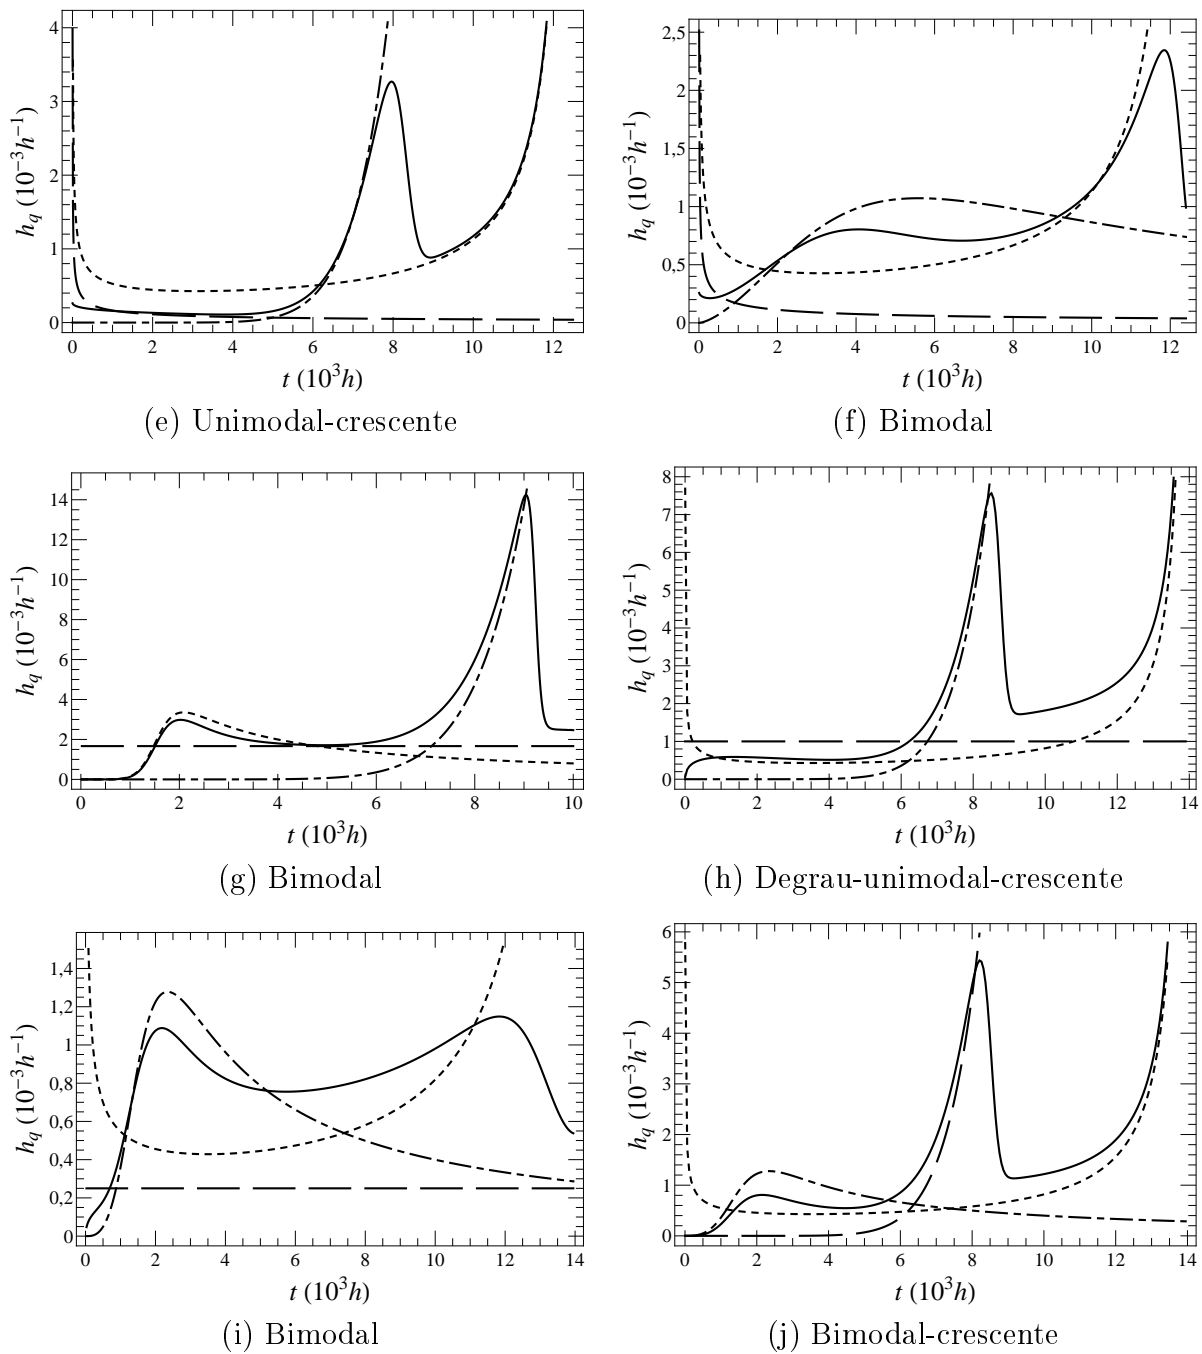 4
3
2
1
0
h_q (10^−3 h^−1)
0 2 4 6 8 10 12
t (10^3 h)
(e) Unimodal-crescente
2,5
2
1,5
1
0,5
0
h_q (10^−3 h^−1)
0 2 4 6 8 10 12
t (10^3 h)
(f) Bimodal
14
12
10
8
6
4
2
0
h_q (10^−3 h^−1)
0 2 4 6 8 10
t (10^3 h)
(g) Bimodal
8
7
6
5
4
3
2
1
0
h_q (10^−3 h^−1)
0 2 4 6 8 10 12 14
t (10^3 h)
(h) Degrau-unimodal-crescente
1,4
1,2
1
0,8
0,6
0,4
0,2
0
h_q (10^−3 h^−1)
0 2 4 6 8 10 12 14
t (10^3 h)
(i) Bimodal
6
5
4
3
2
1
0
h_q (10^−3 h^−1)
0 2 4 6 8 10 12 14
t (10^3 h)
(j) Bimodal-crescente